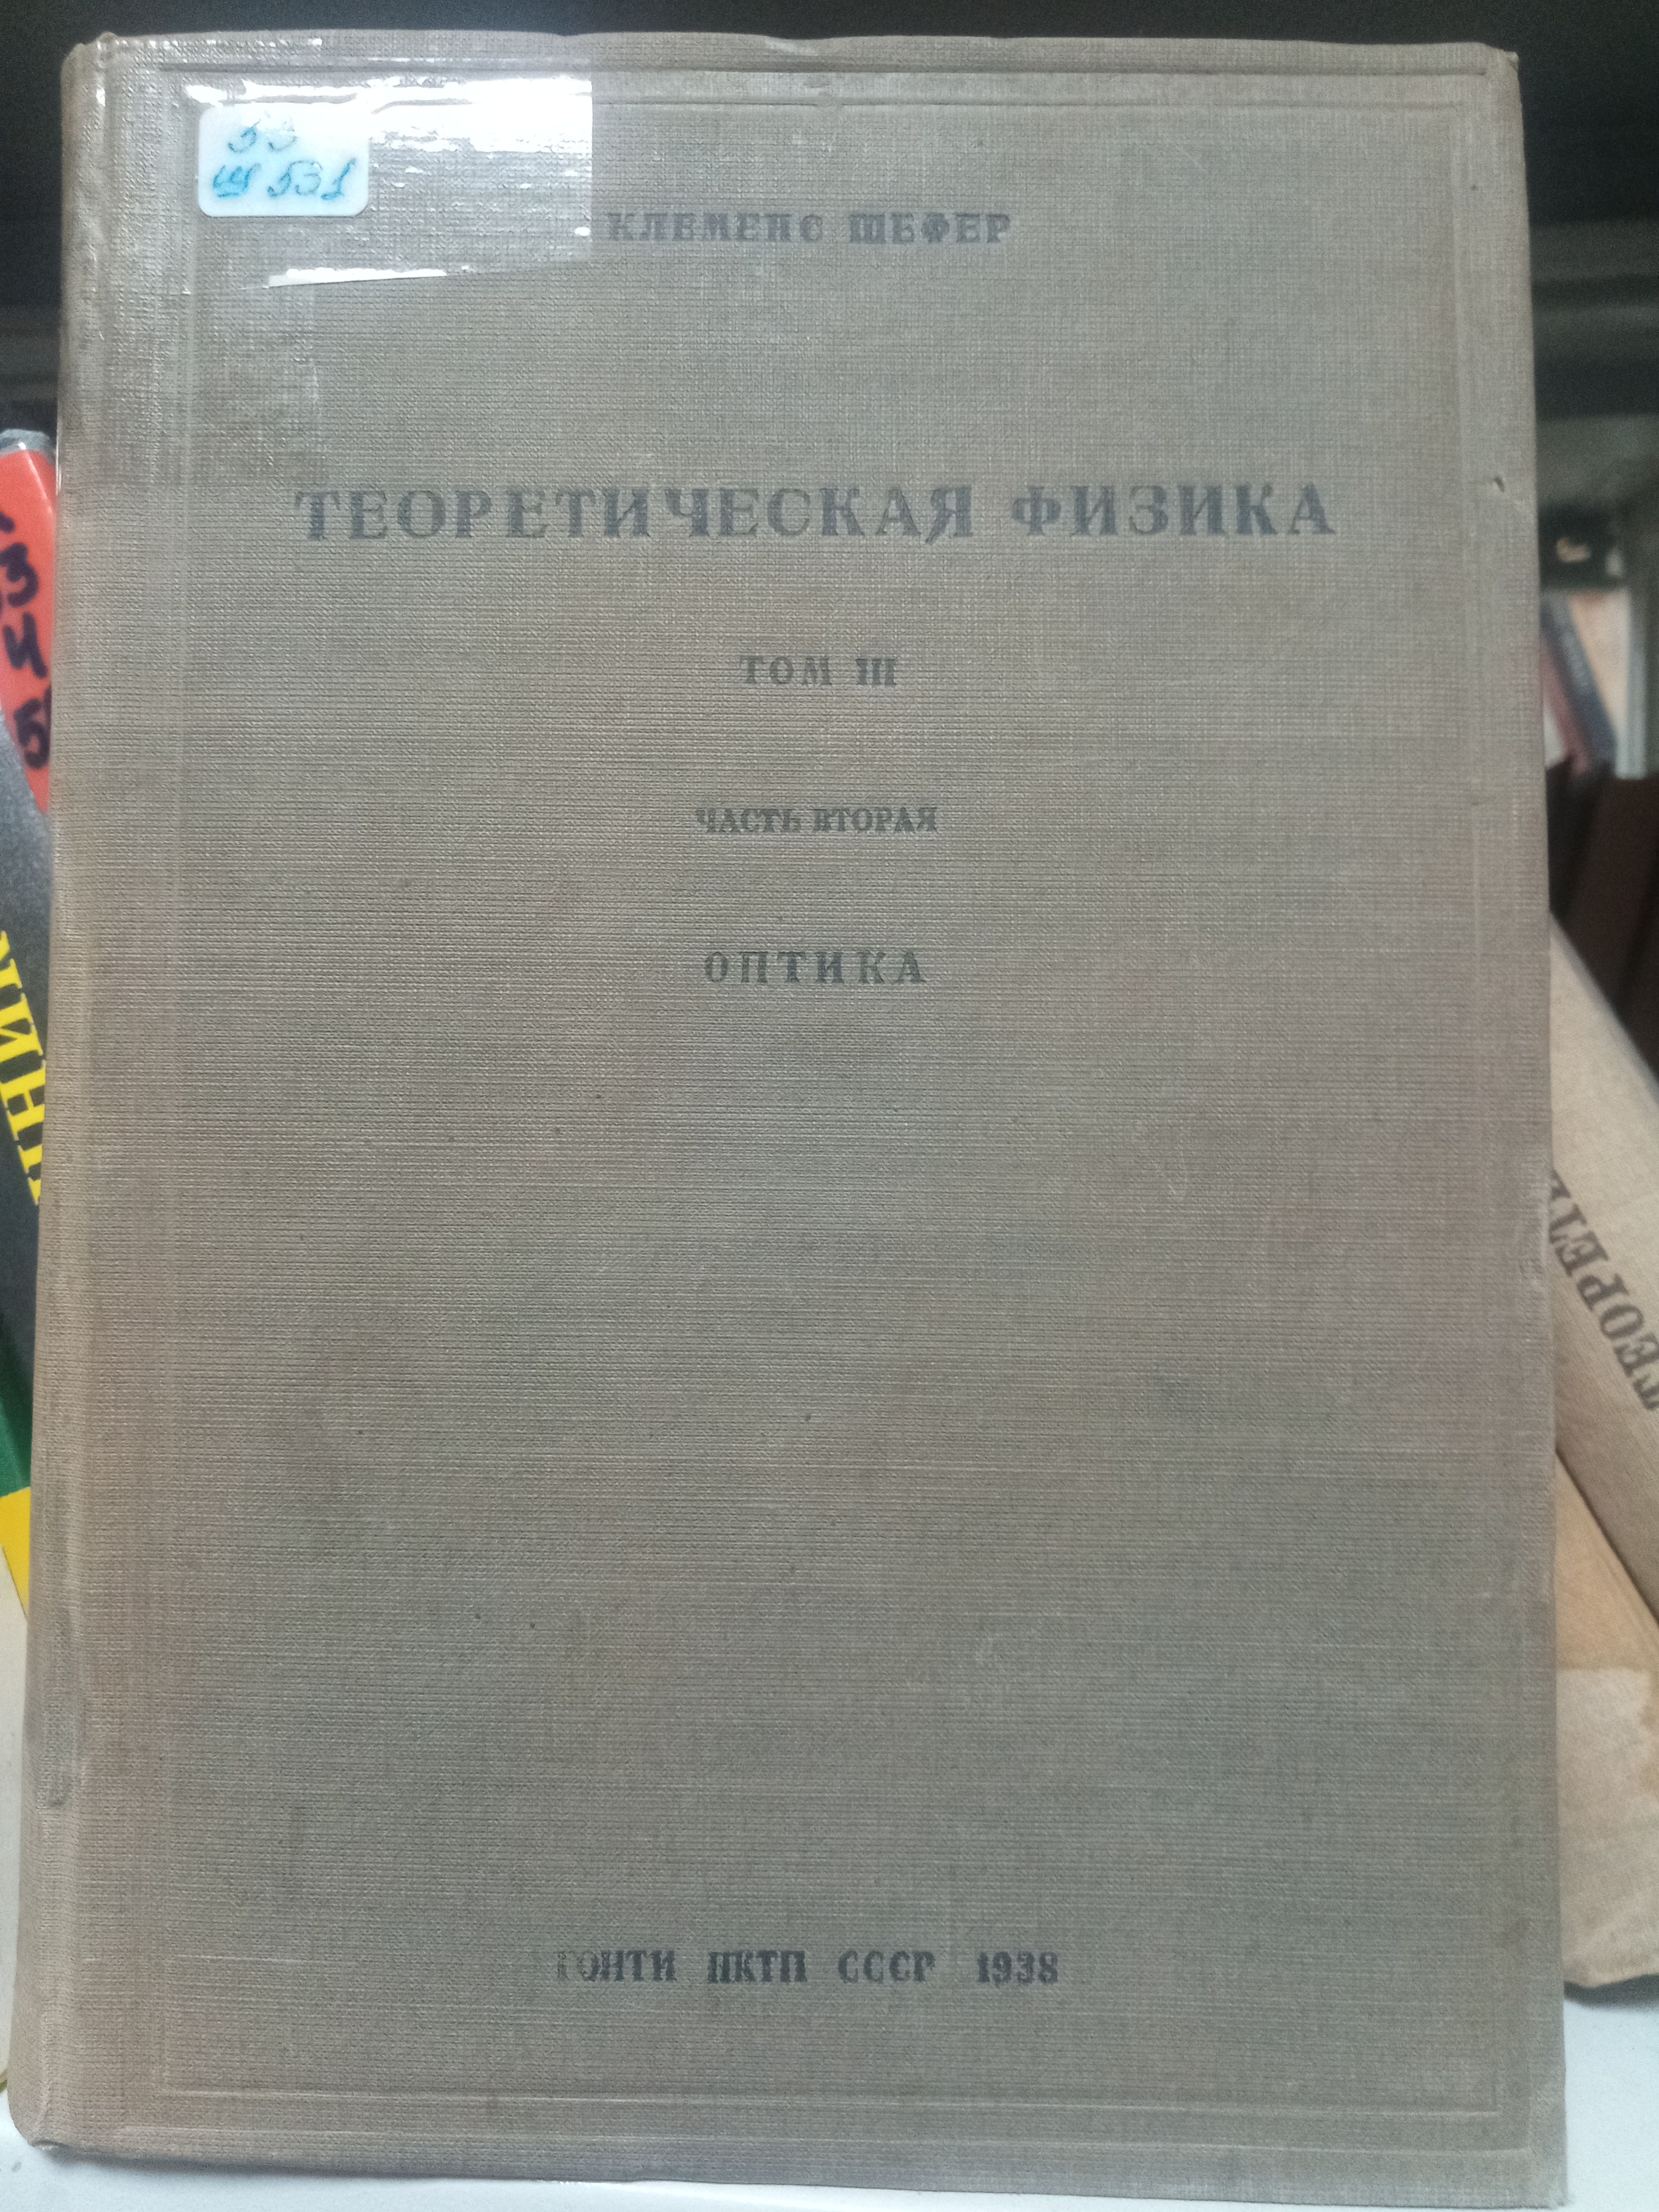 53
Ш 531
КЛЕМЕНС ШЕФЕР
ТЕОРЕТИЧЕСКАЯ ФИЗИКА
ТОМ III
ЧАСТЬ ВТОРАЯ
ОПТИКА
ГОНТИ НКТП СССР 1938